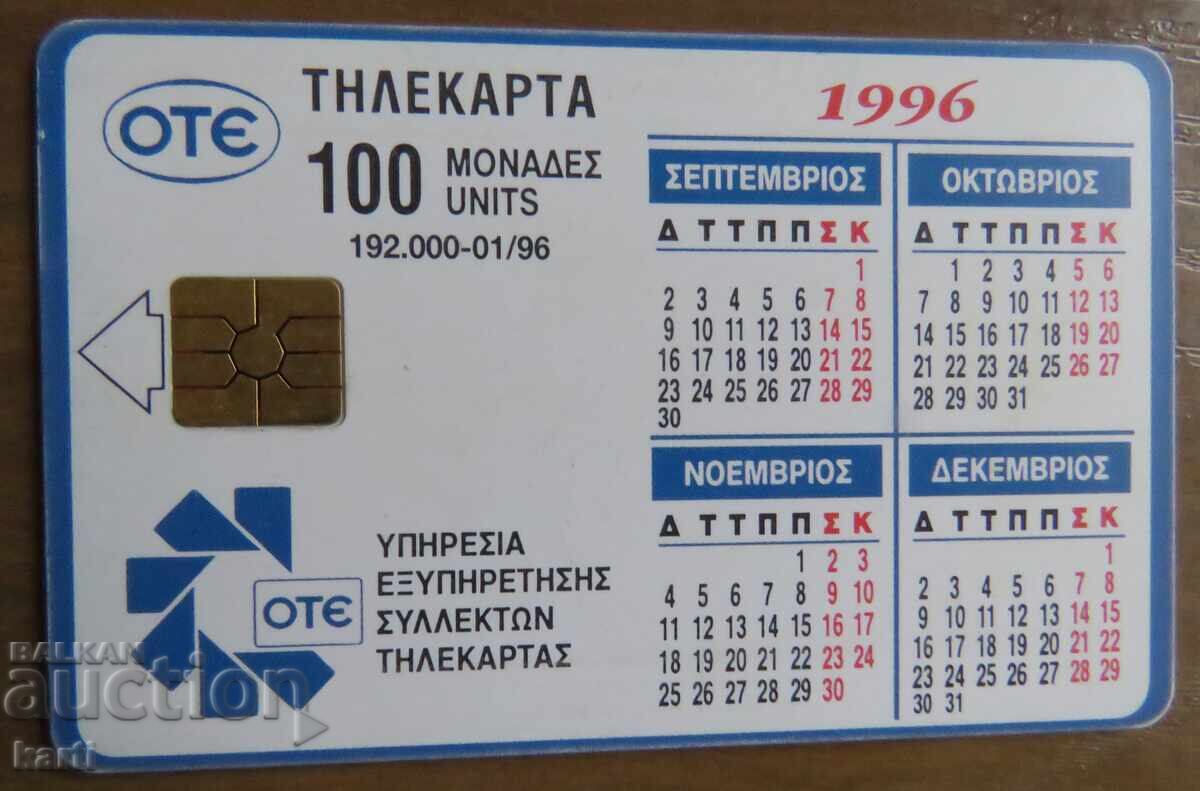 OTE
ΤΗΛΕΚΑΡΤΑ
100 ΜΟΝΑΔΕΣ
UNITS
192.000-01/96
1996
ΣΕΠΤΕΜΒΡΙΟΣ
Δ Τ Τ Π Π Σ Κ
1
2 3 4 5 6 7 8
9 10 11 12 13 14 15
16 17 18 19 20 21 22
23 24 25 26 27 28 29
30
ΟΚΤΩΒΡΙΟΣ
Δ Τ Τ Π Π Σ Κ
1 2 3 4 5 6
7 8 9 10 11 12 13
14 15 16 17 18 19 20
21 22 23 24 25 26 27
28 29 30 31
ΝΟΕΜΒΡΙΟΣ
Δ Τ Τ Π Π Σ Κ
1 2 3
4 5 6 7 8 9 10
11 12 13 14 15 16 17
18 19 20 21 22 23 24
25 26 27 28 29 30
ΔΕΚΕΜΒΡΙΟΣ
Δ Τ Τ Π Π Σ Κ
1
2 3 4 5 6 7 8
9 10 11 12 13 14 15
16 17 18 19 20 21 22
23 24 25 26 27 28 29
30 31
OTE
ΥΠΗΡΕΣΙΑ
ΕΞΥΠΗΡΕΤΗΣΗΣ
ΣΥΛΛΕΚΤΩΝ
ΤΗΛΕΚΑΡΤΑΣ
BALKAN
auction
karti